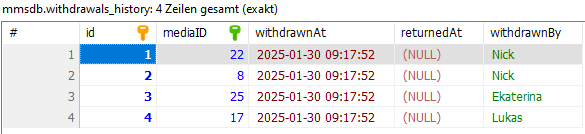 mmsdb.withdrawals_history: 4 Zeilen gesamt (exakt)
# id mediaID withdrawnAt returnedAt withdrawnBy
1 1 22 2025-01-30 09:17:52 (NULL) Nick
2 2 8 2025-01-30 09:17:52 (NULL) Nick
3 3 25 2025-01-30 09:17:52 (NULL) Ekaterina
4 4 17 2025-01-30 09:17:52 (NULL) Lukas